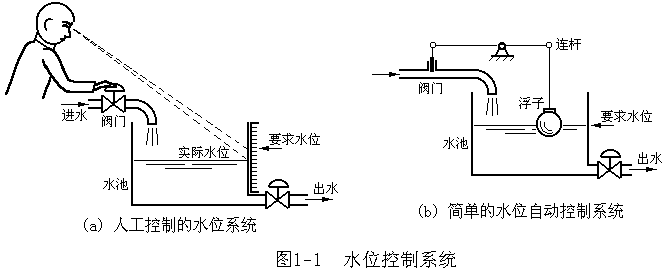 连杆
阀门
浮子
进水
阀门
要求水位
要求水位
实际水位
水池
出水
水池
出水
(a) 人工控制的水位系统
(b) 简单的水位自动控制系统
图1-1 水位控制系统